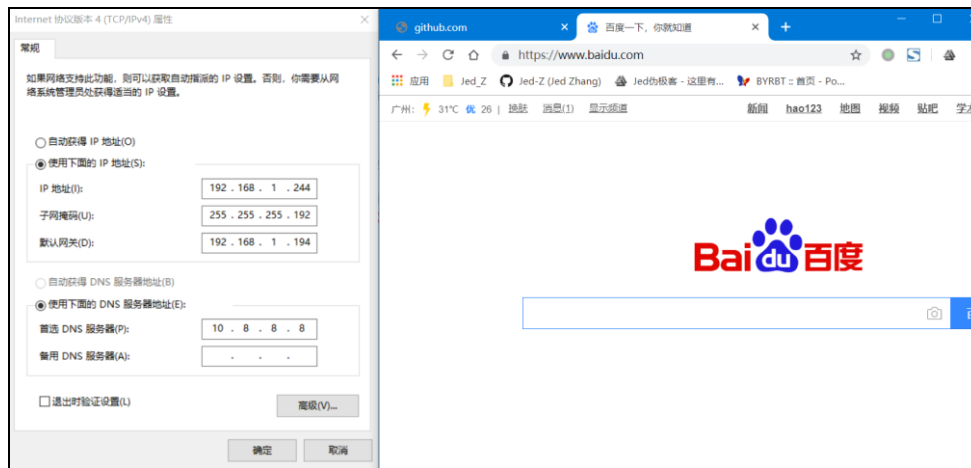 Internet 协议版本 4 (TCP/IPv4) 属性
常规
如果网络支持此功能，则可以获取自动指派的 IP 设置。否则，你需要从网
络系统管理员处获得适当的 IP 设置。
自动获得 IP 地址(O)
使用下面的 IP 地址(S):
IP 地址(I): 192 . 168 . 1 . 244
子网掩码(U): 255 . 255 . 255 . 192
默认网关(D): 192 . 168 . 1 . 194
自动获得 DNS 服务器地址(B)
使用下面的 DNS 服务器地址(E):
首选 DNS 服务器(P): 10 . 8 . 8 . 8
备用 DNS 服务器(A): . . .
退出时验证设置(L)
高级(V)...
确定 取消
github.com 百度一下，你就知道
https://www.baidu.com
应用 Jed_Z Jed-Z (Jed Zhang) Jed伪极客 - 这里有... BYRBT :: 首页 - Po...
广州: 31℃ 优 26 | 换肤 消息(1) 显示频道 新闻 hao123 地图 视频 贴吧
Bai du 百度